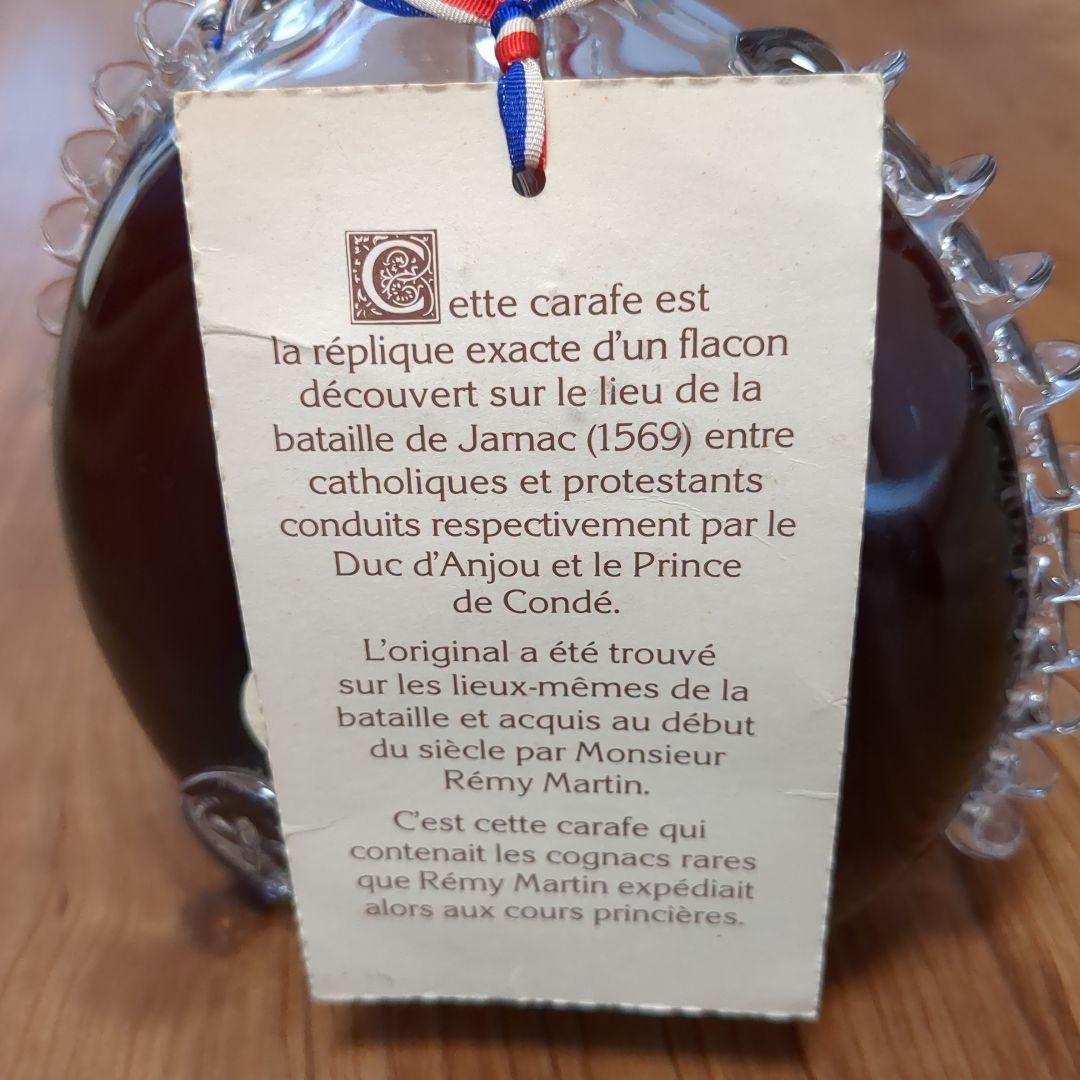 Cette carafe est
la réplique exacte d'un flacon
découvert sur le lieu de la
bataille de Jarnac (1569) entre
catholiques et protestants
conduits respectivement par le
Duc d'Anjou et le Prince
de Condé.
L'original a été trouvé
sur les lieux-mêmes de la
bataille et acquis au début
du siècle par Monsieur
Rémy Martin.
C'est cette carafe qui
contenait les cognacs rares
que Rémy Martin expédiait
alors aux cours princières.